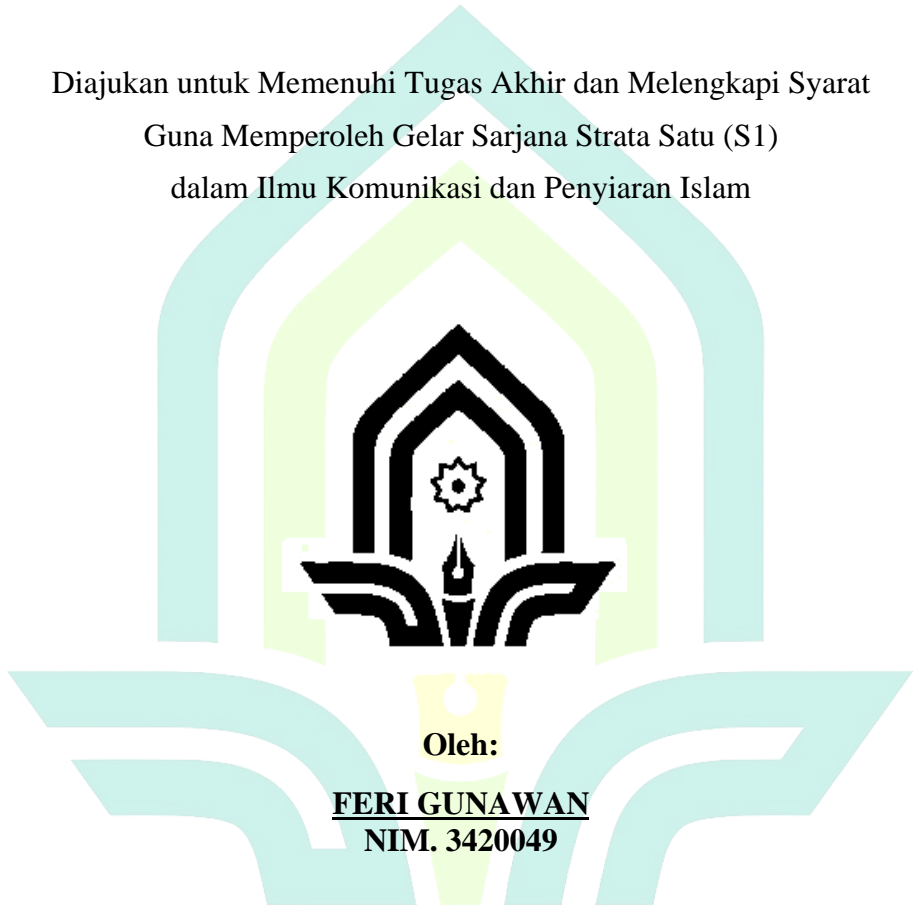 Diajukan untuk Memenuhi Tugas Akhir dan Melengkapi Syarat
Guna Memperoleh Gelar Sarjana Strata Satu (S1)
dalam Ilmu Komunikasi dan Penyiaran Islam
Oleh:
FERI GUNAWAN
NIM. 3420049